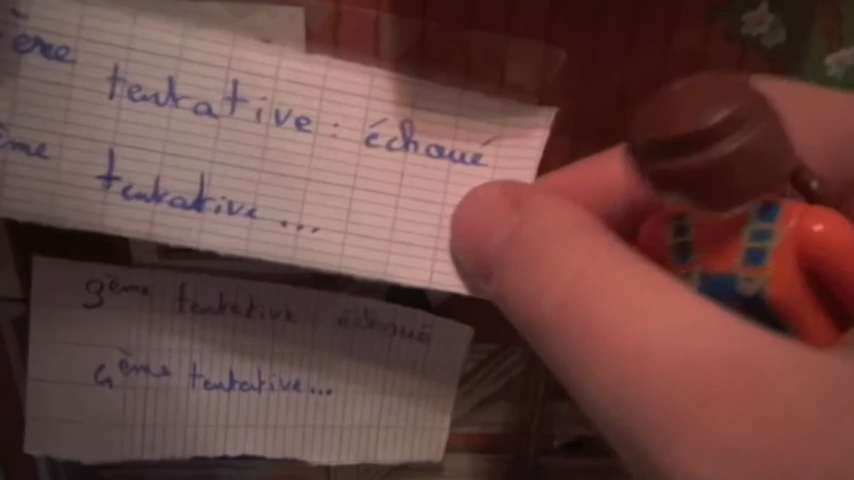 ème tentative : échoué
ème tentative...
3ème tentative : échoué
4ème tentative...